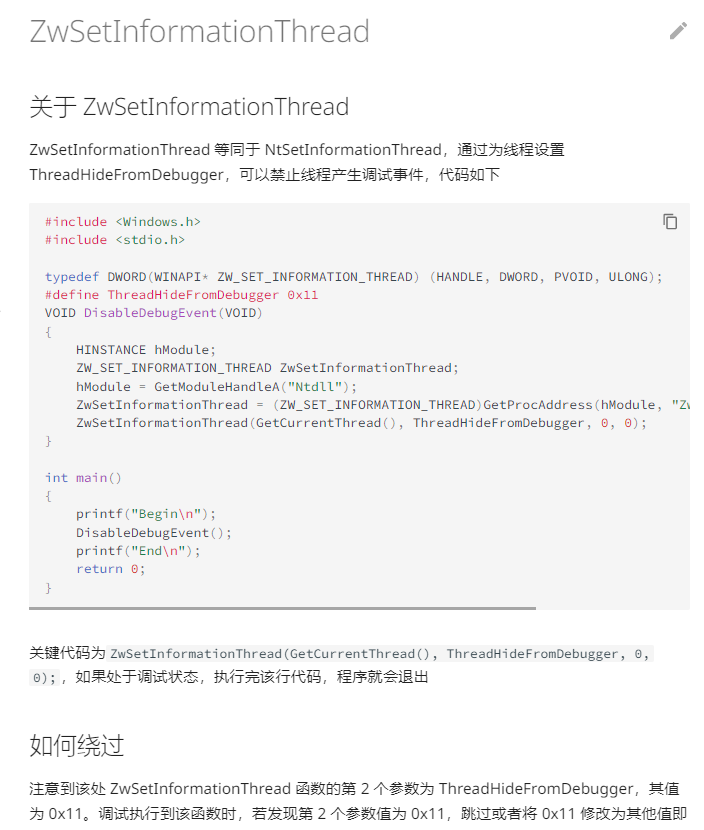 ZwSetInformationThread
关于 ZwSetInformationThread
ZwSetInformationThread 等同于 NtSetInformationThread，通过为线程设置
ThreadHideFromDebugger，可以禁止线程产生调试事件，代码如下
#include <Windows.h>
#include <stdio.h>
typedef DWORD(WINAPI* ZW_SET_INFORMATION_THREAD) (HANDLE, DWORD, PVOID, ULONG);
#define ThreadHideFromDebugger 0x11
VOID DisableDebugEvent(VOID)
{
    HINSTANCE hModule;
    ZW_SET_INFORMATION_THREAD ZwSetInformationThread;
    hModule = GetModuleHandleA("Ntdll");
    ZwSetInformationThread = (ZW_SET_INFORMATION_THREAD)GetProcAddress(hModule, "Zw
    ZwSetInformationThread(GetCurrentThread(), ThreadHideFromDebugger, 0, 0);
}
int main()
{
    printf("Begin\n");
    DisableDebugEvent();
    printf("End\n");
    return 0;
}
关键代码为 ZwSetInformationThread(GetCurrentThread(), ThreadHideFromDebugger, 0,
0);，如果处于调试状态，执行完该行代码，程序就会退出
如何绕过
注意到该处 ZwSetInformationThread 函数的第 2 个参数为 ThreadHideFromDebugger，其值
为 0x11。调试执行到该函数时，若发现第 2 个参数值为 0x11，跳过或者将 0x11 修改为其他值即